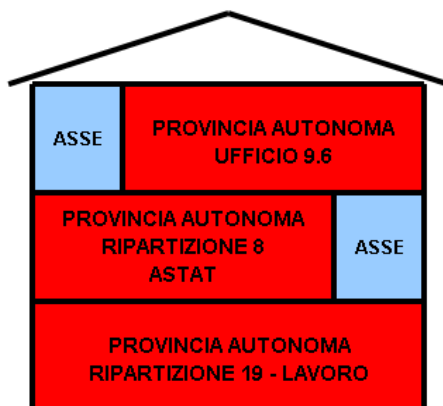 ASSE
PROVINCIA AUTONOMA
UFFICIO 9.6
PROVINCIA AUTONOMA
RIPARTIZIONE 8
ASTAT
ASSE
PROVINCIA AUTONOMA
RIPARTIZIONE 19 - LAVORO